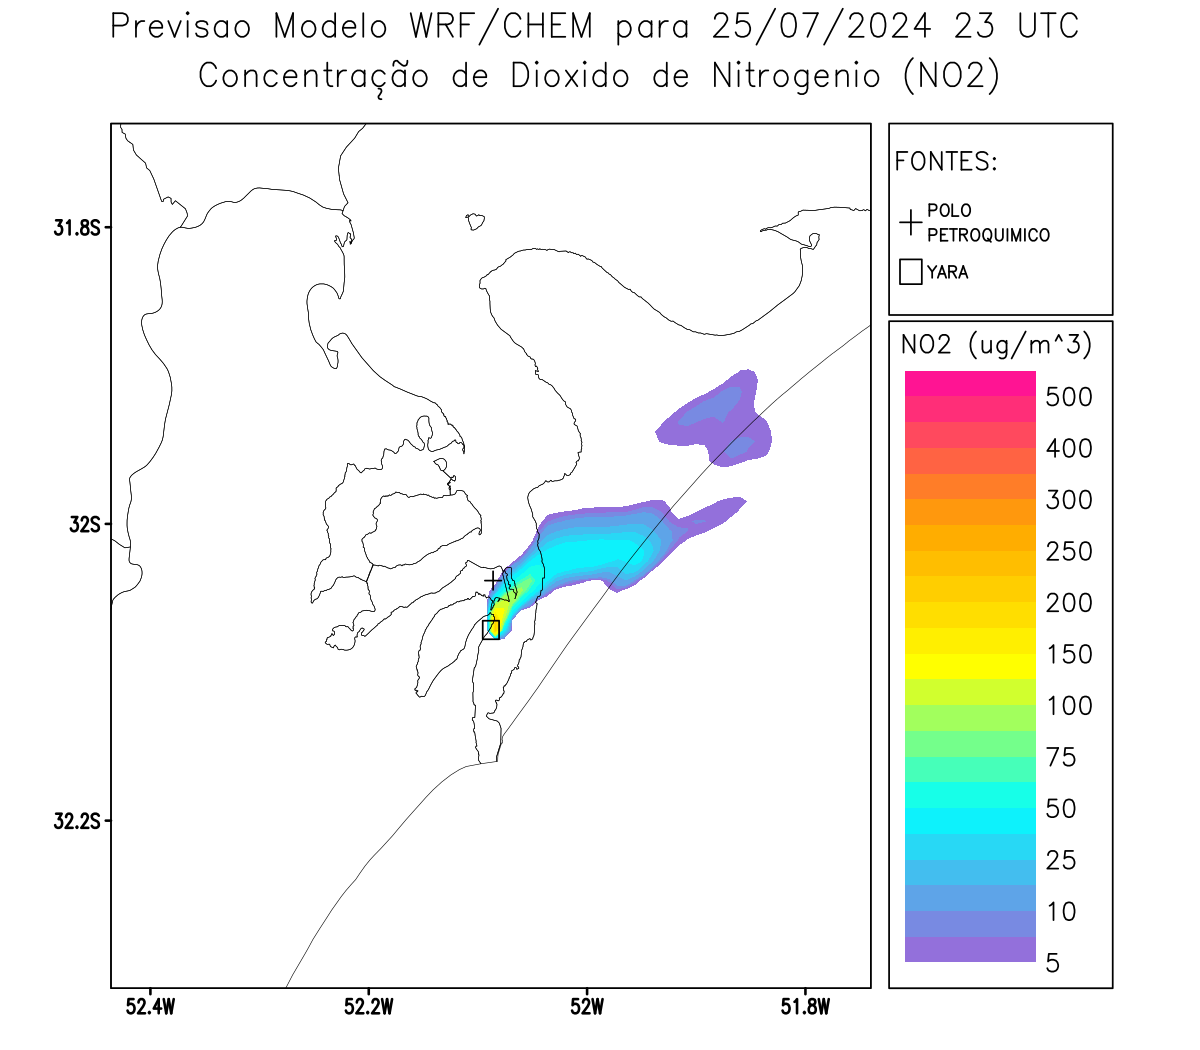 Previsao Modelo WRF/CHEM para 25/07/2024 23 UTC
Concentração de Dioxido de Nitrogenio (NO2)
FONTES:
POLO
PETROQUIMICO
YARA
31.8S
32S
32.2S
52.4W
52.2W
52W
51.8W
NO2 (ug/m^3)
500
400
300
250
200
150
100
75
50
25
10
5